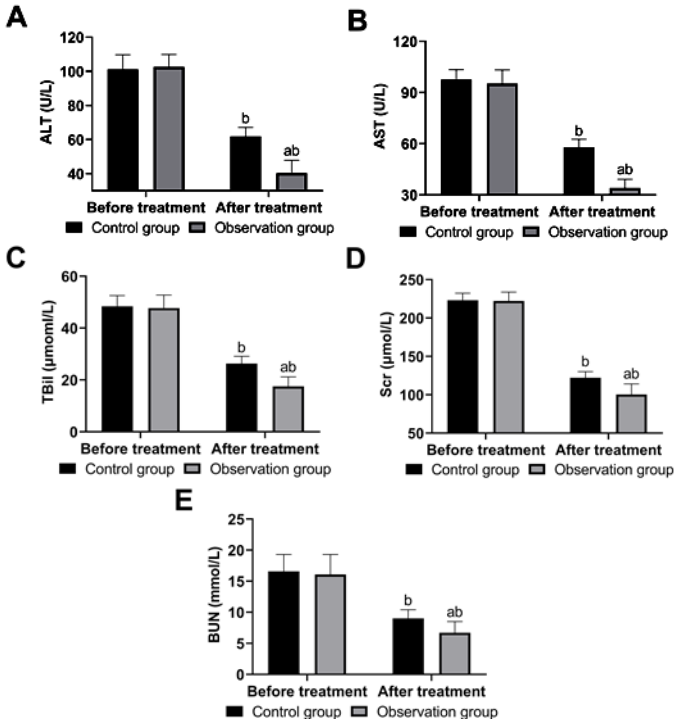 A
ALT (U/L)
120
100
80
60
40
b
ab
Before treatment After treatment
Control group Observation group
B
AST (U/L)
120
90
60
30
b
ab
Before treatment After treatment
Control group Observation group
C
TBil (μmoml/L)
60
40
20
0
b
ab
Before treatment After treatment
Control group Observation group
D
Scr (μmol/L)
250
200
150
100
50
b
ab
Before treatment After treatment
Control group Observation group
E
BUN (mmol/L)
25
20
15
10
5
0
b
ab
Before treatment After treatment
Control group Observation group